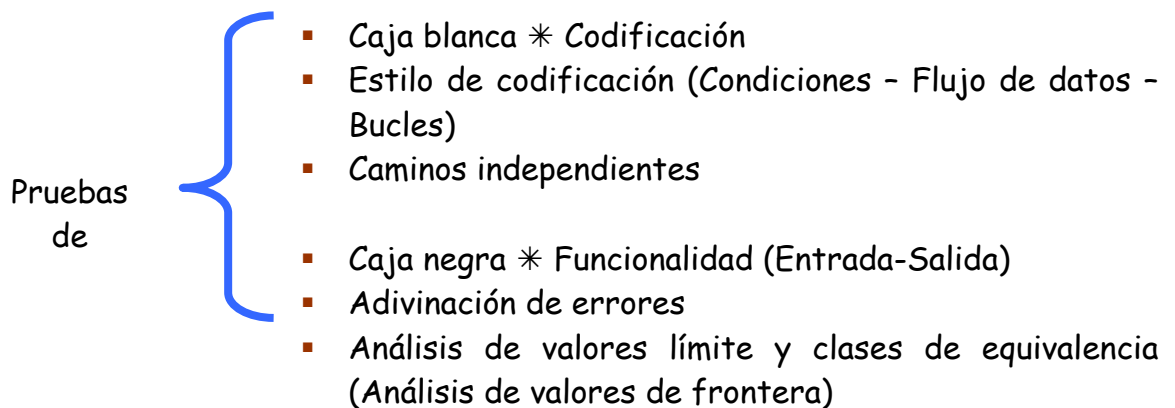 Pruebas
de
▪ Caja blanca ✳ Codificación
▪ Estilo de codificación (Condiciones – Flujo de datos –
Bucles)
▪ Caminos independientes
▪ Caja negra ✳ Funcionalidad (Entrada-Salida)
▪ Adivinación de errores
▪ Análisis de valores límite y clases de equivalencia
(Análisis de valores de frontera)